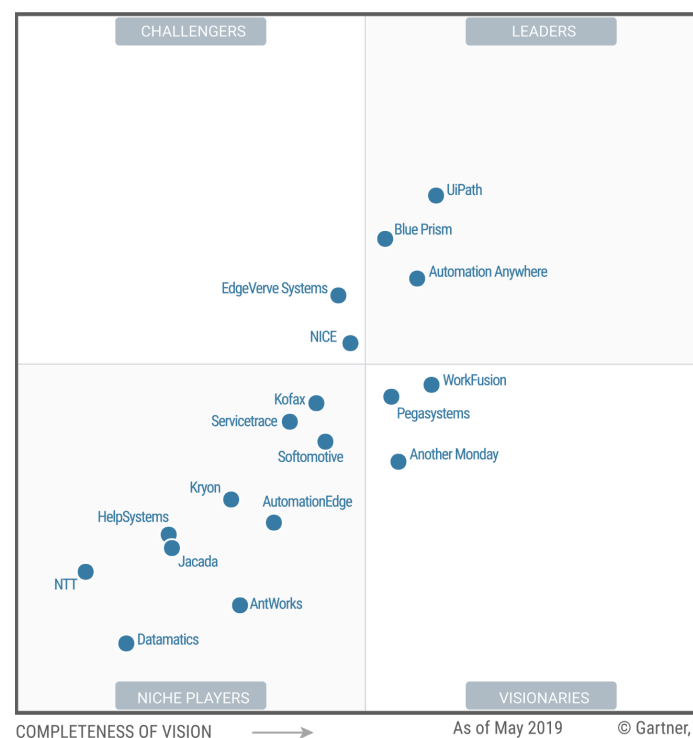 CHALLENGERS
LEADERS
UiPath
Blue Prism
Automation Anywhere
EdgeVerve Systems
NICE
WorkFusion
Kofax
Pegasystems
Servicetrace
Another Monday
Softomotive
Kryon
AutomationEdge
HelpSystems
Jacada
NTT
AntWorks
Datamatics
NICHE PLAYERS
VISIONARIES
COMPLETENESS OF VISION
As of May 2019
© Gartner,